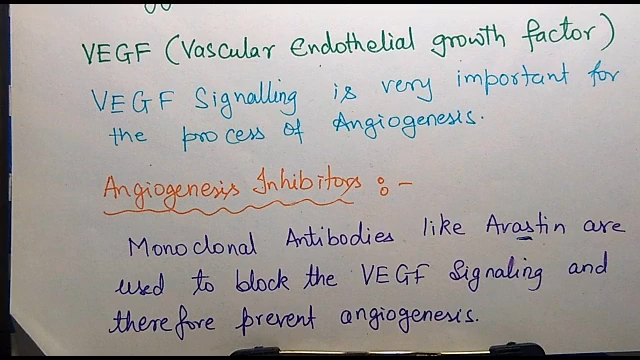 VEGF (Vascular Endothelial growth factor)
VEGF Signalling is very important for
the process of Angiogenesis.
Angiogenesis Inhibitors :-
Monoclonal Antibodies like Avastin are
used to block the VEGF Signaling and
therefore prevent angiogenesis.